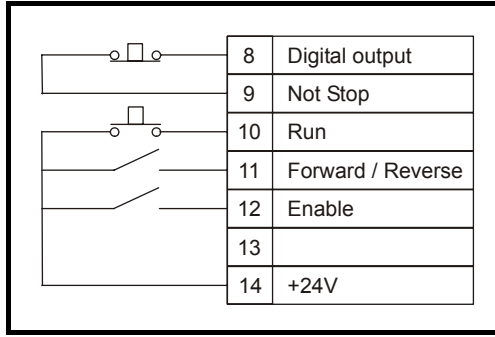 8 Digital output
9 Not Stop
10 Run
11 Forward / Reverse
12 Enable
13
14 +24V